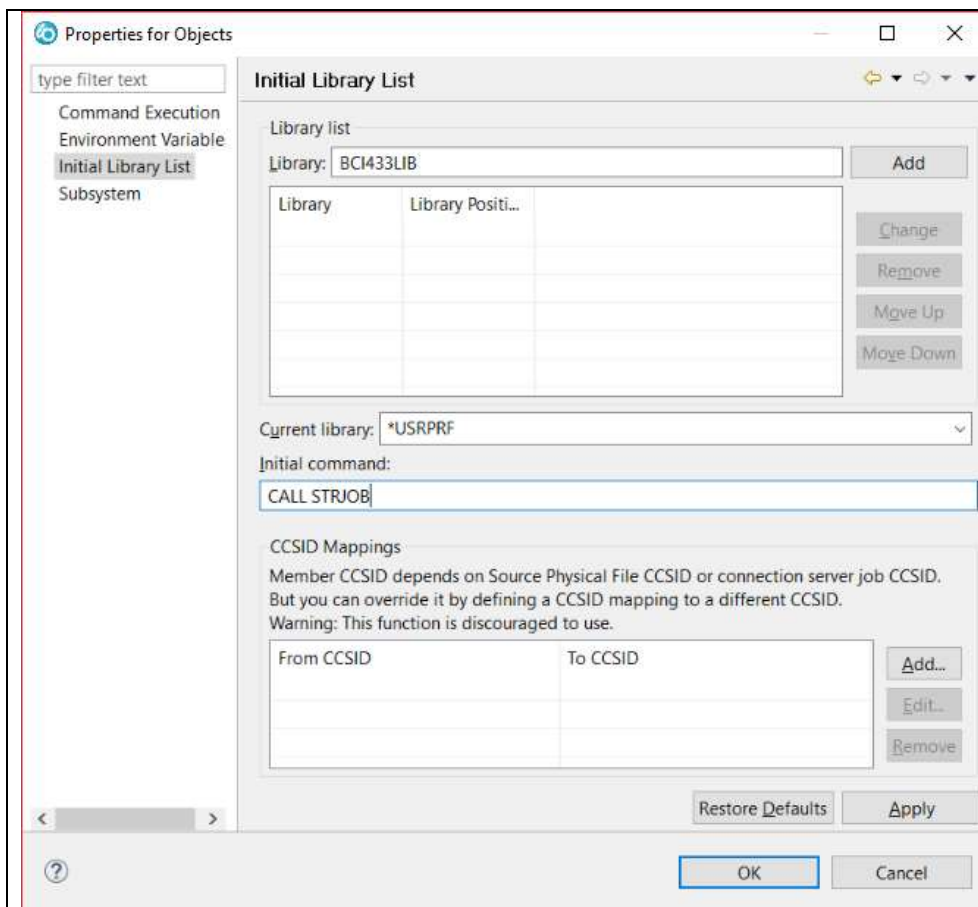 Properties for Objects
type filter text
Command Execution
Environment Variable
Initial Library List
Subsystem
Initial Library List
Library list
Library: BCI433LIB Add
Library Library Positi...
Change
Remove
Move Up
Move Down
Current library: *USRPRF
Initial command:
CALL STRJOB
CCSID Mappings
Member CCSID depends on Source Physical File CCSID or connection server job CCSID.
But you can override it by defining a CCSID mapping to a different CCSID.
Warning: This function is discouraged to use.
From CCSID To CCSID
Add...
Edit...
Remove
Restore Defaults Apply
OK Cancel